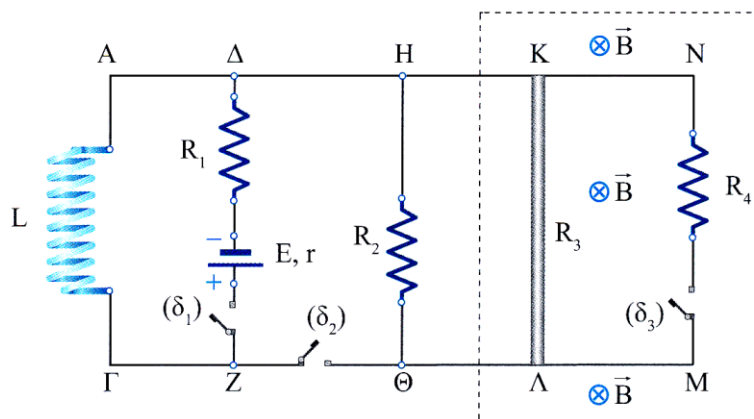 A Δ H K ⊗ B⃗ N
R₁
L
⊗ B⃗
R₂ R₃ R₄
− E, r
+
(δ₁) (δ₂) (δ₃)
Γ Z Θ Λ ⊗ B⃗ M